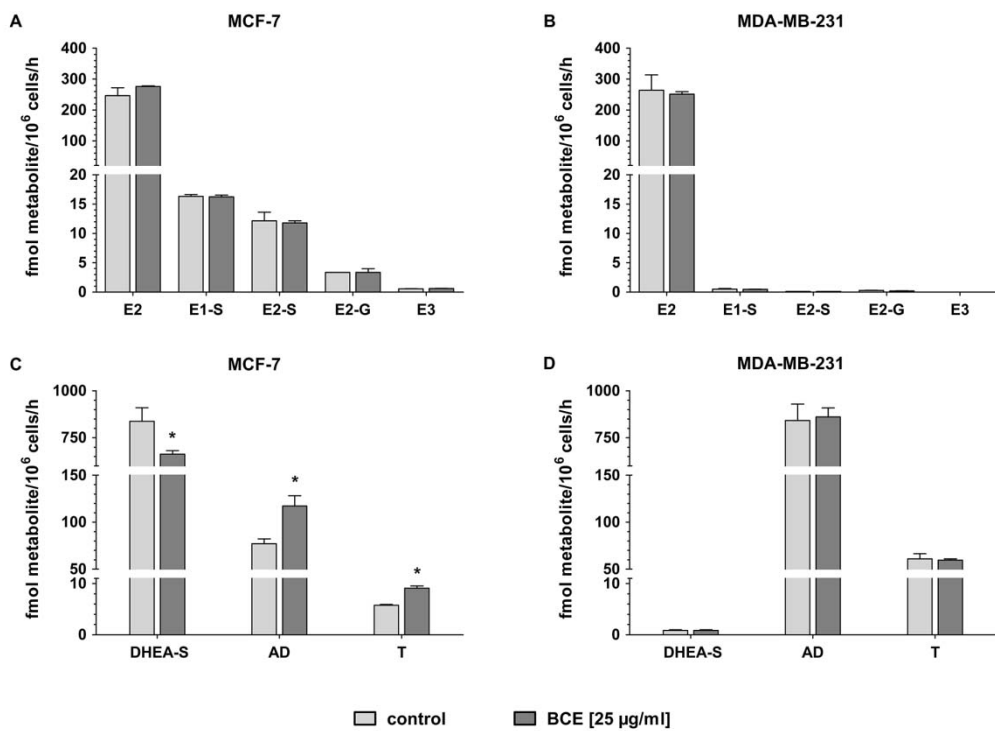 A
MCF-7
fmol metabolite/10⁶ cells/h
400
300
200
100
20
15
10
5
0
E2 E1-S E2-S E2-G E3
B
MDA-MB-231
fmol metabolite/10⁶ cells/h
400
300
200
100
20
15
10
5
0
E2 E1-S E2-S E2-G E3
C
MCF-7
fmol metabolite/10⁶ cells/h
1000
750
150
100
50
10
0
*
*
*
DHEA-S AD T
D
MDA-MB-231
fmol metabolite/10⁶ cells/h
1000
750
150
100
50
10
0
DHEA-S AD T
control BCE [25 µg/ml]